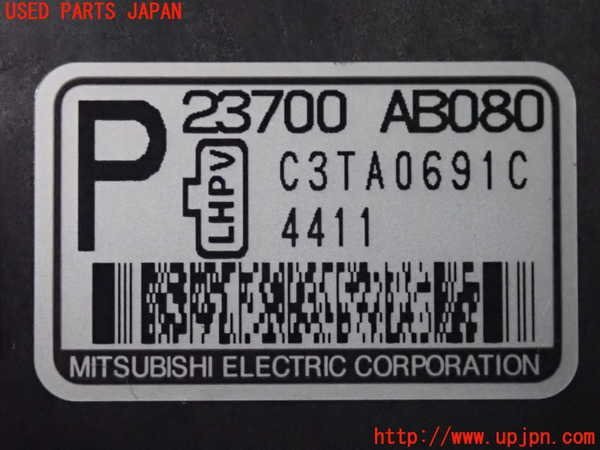 USED PARTS JAPAN
P
23700 AB080
LHPV
C3TA0691C
4411
MITSUBISHI ELECTRIC CORPORATION
http://www.upjpn.com/